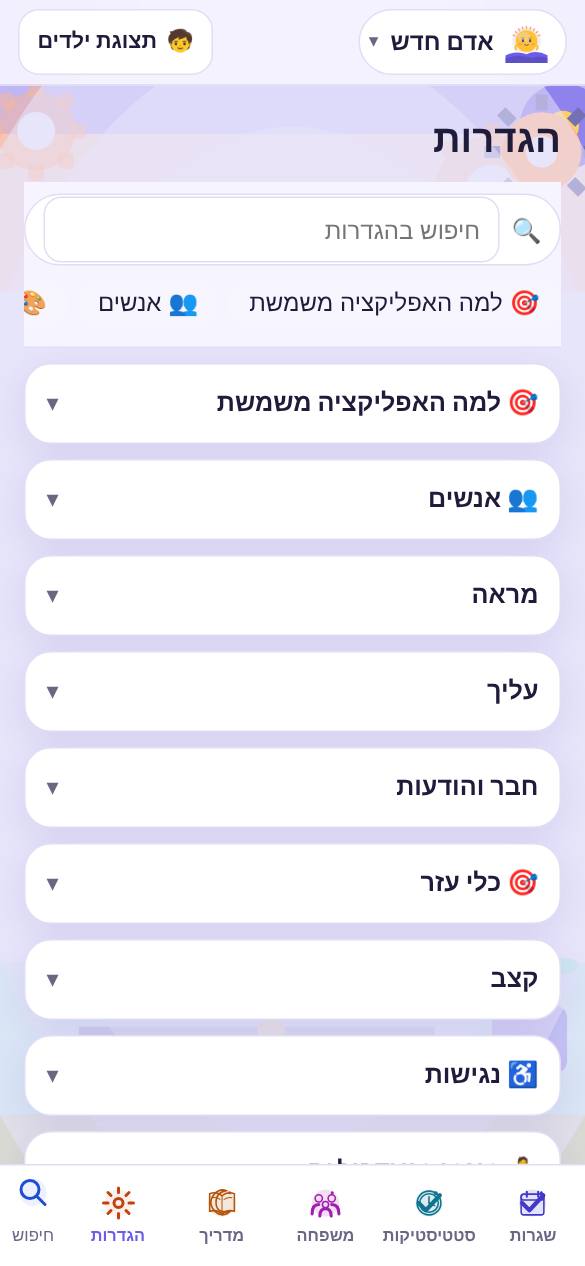 אדם חדש ▼
תצוגת ילדים
הגדרות
חיפוש בהגדרות
למה האפליקציה משמשת
אנשים
למה האפליקציה משמשת
אנשים
מראה
עליך
חבר והודעות
כלי עזר
קצב
נגישות
שגרות
סטטיסטיקות
משפחה
מדריך
הגדרות
חיפוש